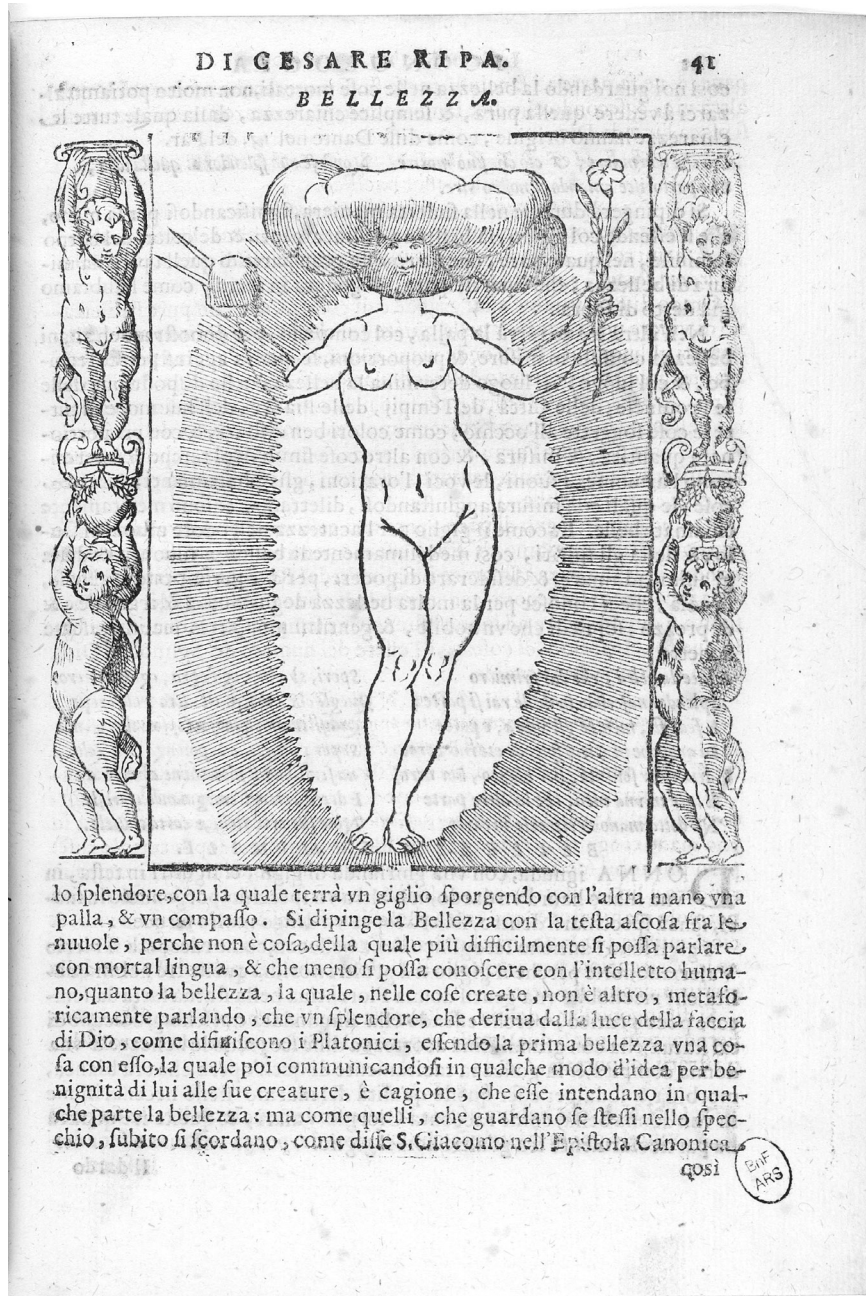 DI CESARE RIPA. 41
BELLEZZA.
lo ſplendore,con la quale terrà vn giglio ſporgendo con l'altra mano vna
palla, & vn compaſſo. Si dipinge la Bellezza con la teſta aſcoſa fra le
nuuole, perche non è coſa,della quale più difficilmente ſi poſſa parlare
con mortal lingua, & che meno ſi poſſa conoſcere con l'intelletto huma-
no,quanto la bellezza, la quale, nelle coſe create, non è altro, metafo-
ricamente parlando, che vn ſplendore, che deriua dalla luce della faccia
di Dio, come difiniſcono i Platonici, eſſendo la prima bellezza vna co-
ſa con eſſo,la quale poi communicandoſi in qualche modo d'idea per be-
nignità di lui alle ſue creature, è cagione, che eſſe intendano in qual-
che parte la bellezza: ma come quelli, che guardano ſe ſteſſi nello ſpec-
chio, ſubito ſi ſcordano, come diſſe S.Giacomo nell'Epiſtola Canonica,
così
BnF
ARS